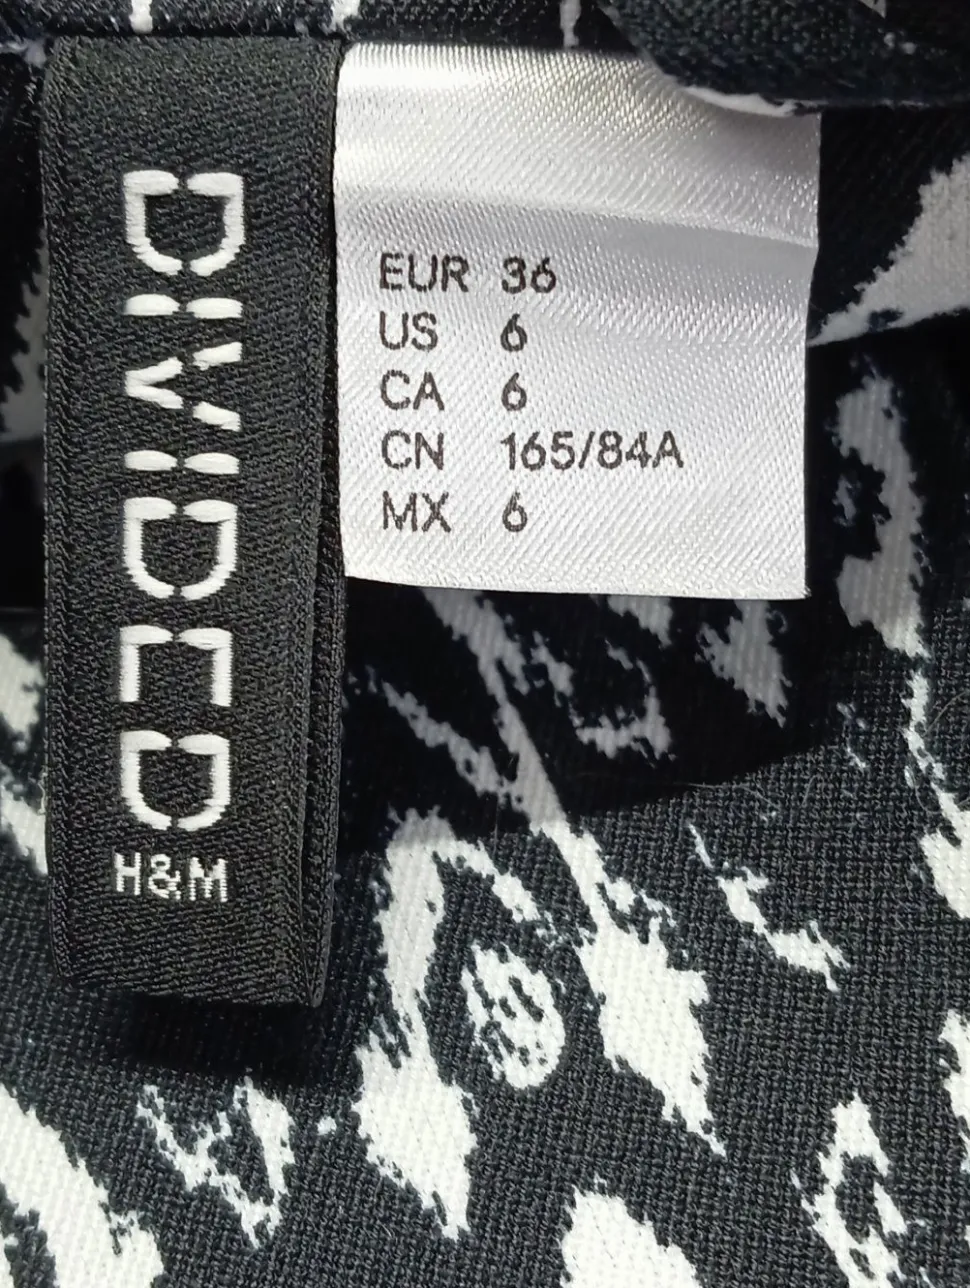 DIVIDED
H&M
EUR 36
US 6
CA 6
CN 165/84A
MX 6